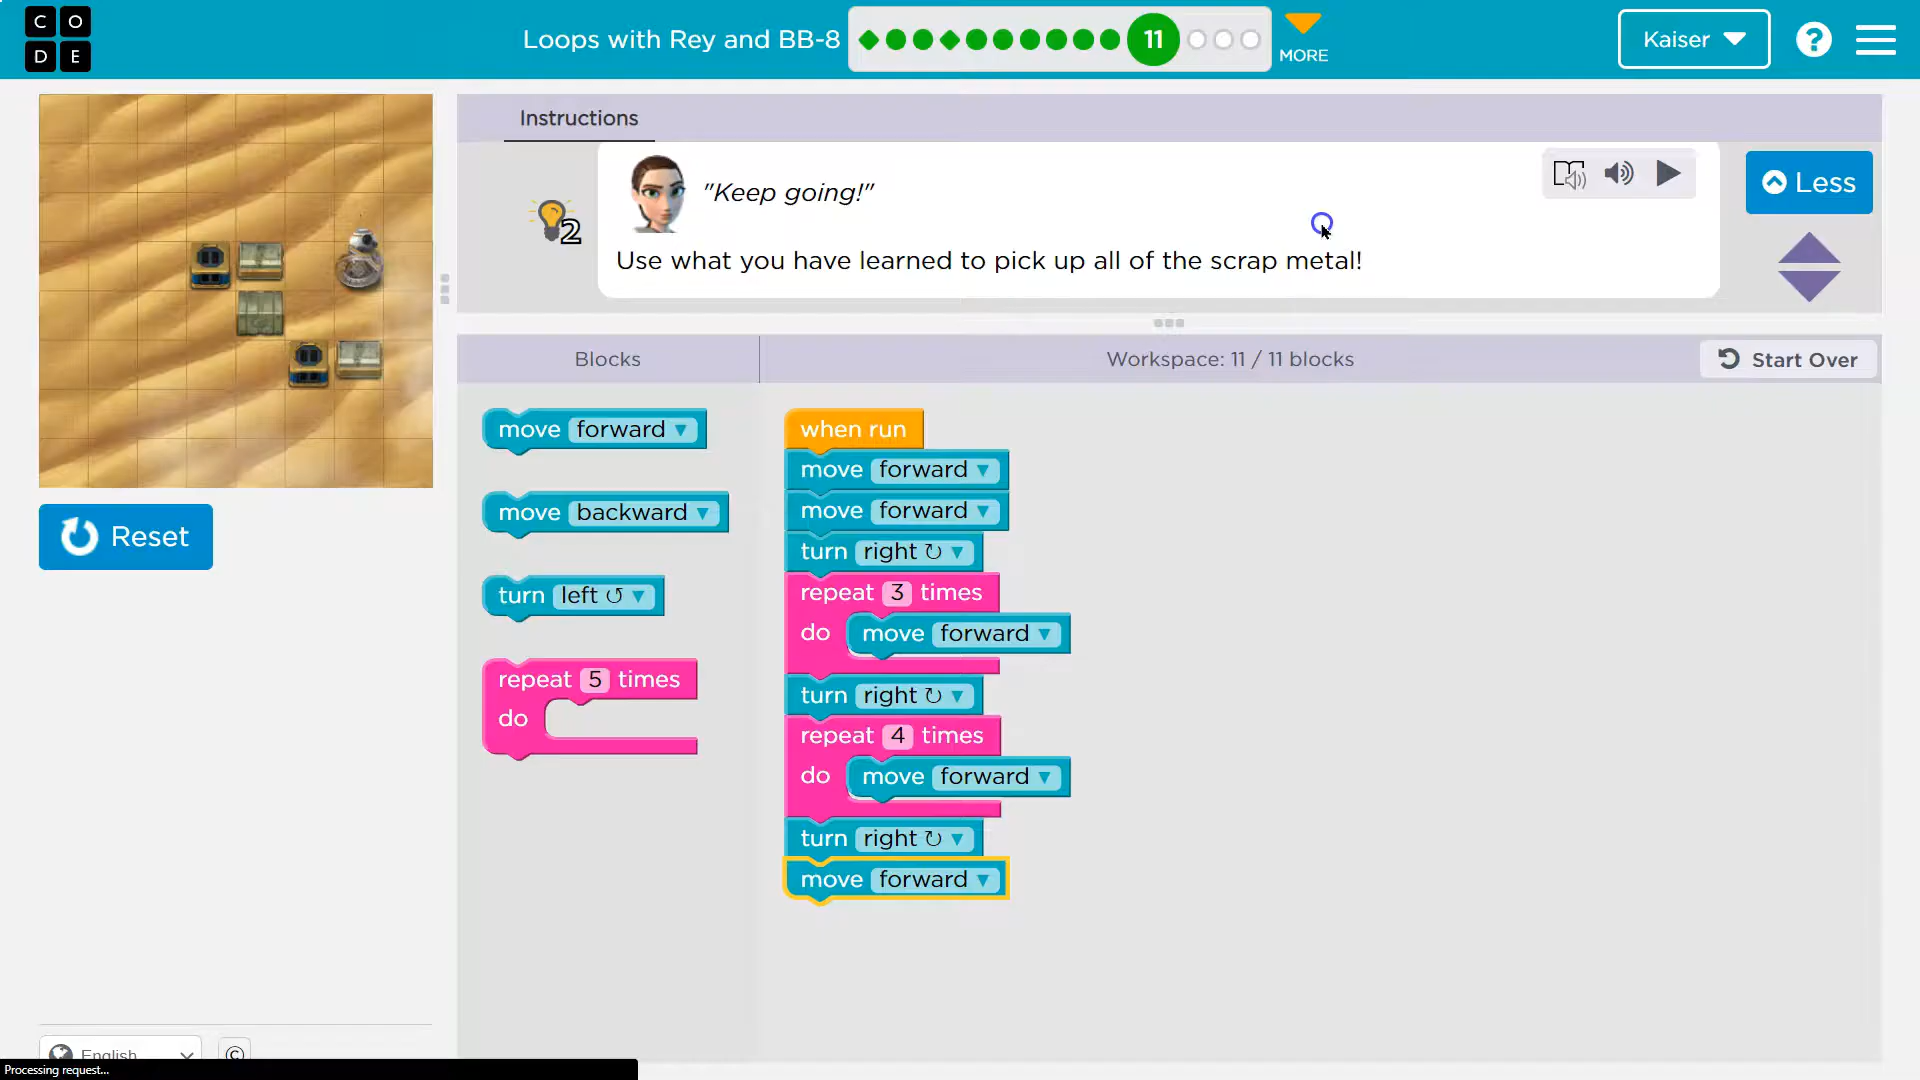 C O
D E
Loops with Rey and BB-8
11
MORE
Kaiser
?
Instructions
2
"Keep going!"
Use what you have learned to pick up all of the scrap metal!
Less
Blocks
Workspace: 11 / 11 blocks
Start Over
move forward
move backward
turn left
repeat 5 times
do
when run
move forward
move forward
turn right
repeat 3 times
do move forward
turn right
repeat 4 times
do move forward
turn right
move forward
Reset
English
©
Processing request...